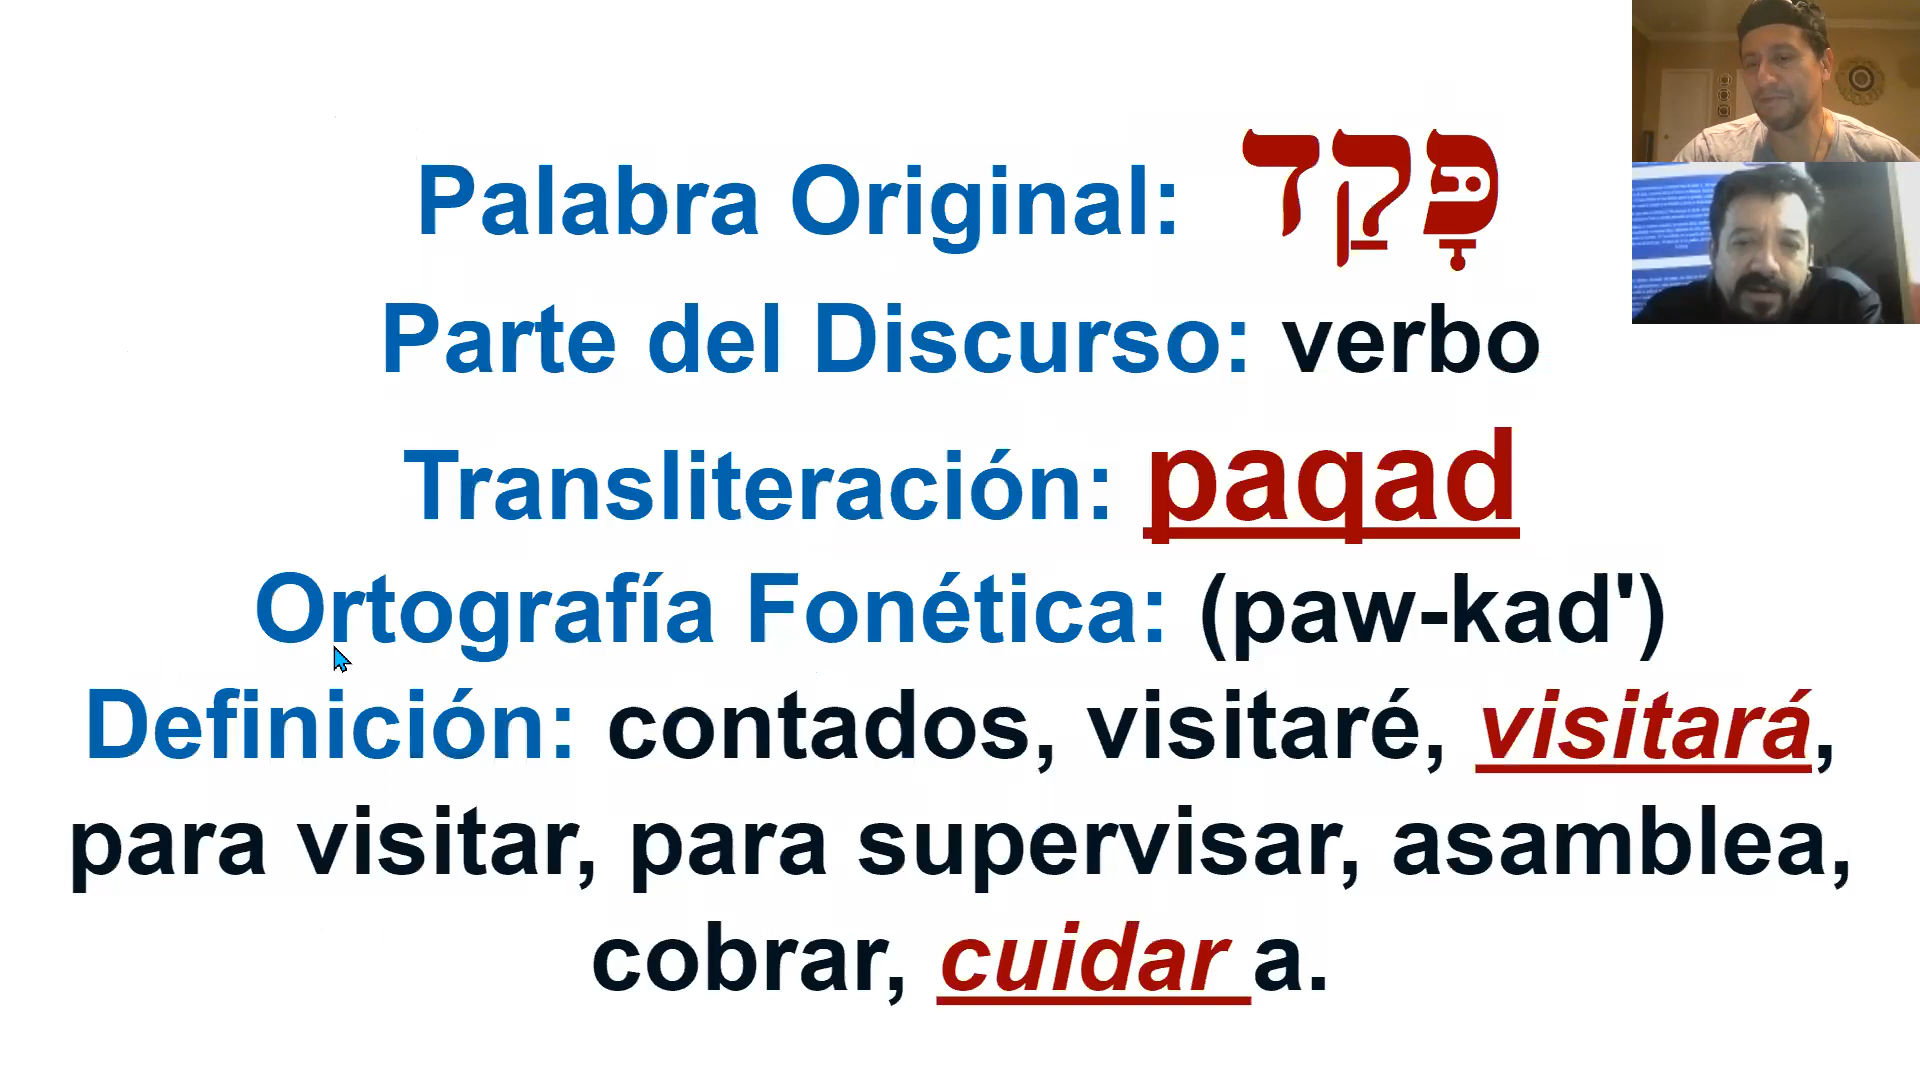 Palabra Original: פָּקַד
Parte del Discurso: verbo
Transliteración: paqad
Ortografía Fonética: (paw-kad')
Definición: contados, visitaré, visitará,
para visitar, para supervisar, asamblea,
cobrar, cuidar a.